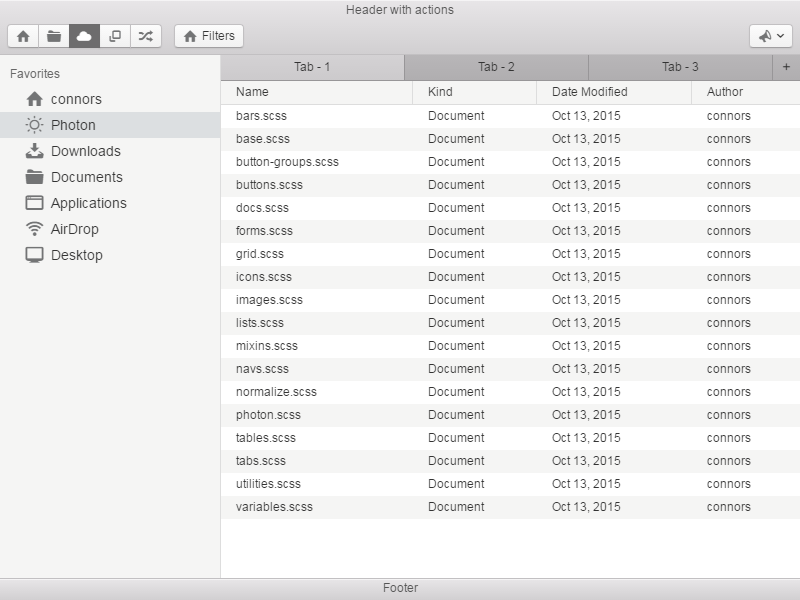 Header with actions
Filters
Favorites
connors
Photon
Downloads
Documents
Applications
AirDrop
Desktop
Tab - 1 Tab - 2 Tab - 3 +
Name Kind Date Modified Author
bars.scss Document Oct 13, 2015 connors
base.scss Document Oct 13, 2015 connors
button-groups.scss Document Oct 13, 2015 connors
buttons.scss Document Oct 13, 2015 connors
docs.scss Document Oct 13, 2015 connors
forms.scss Document Oct 13, 2015 connors
grid.scss Document Oct 13, 2015 connors
icons.scss Document Oct 13, 2015 connors
images.scss Document Oct 13, 2015 connors
lists.scss Document Oct 13, 2015 connors
mixins.scss Document Oct 13, 2015 connors
navs.scss Document Oct 13, 2015 connors
normalize.scss Document Oct 13, 2015 connors
photon.scss Document Oct 13, 2015 connors
tables.scss Document Oct 13, 2015 connors
tabs.scss Document Oct 13, 2015 connors
utilities.scss Document Oct 13, 2015 connors
variables.scss Document Oct 13, 2015 connors
Footer